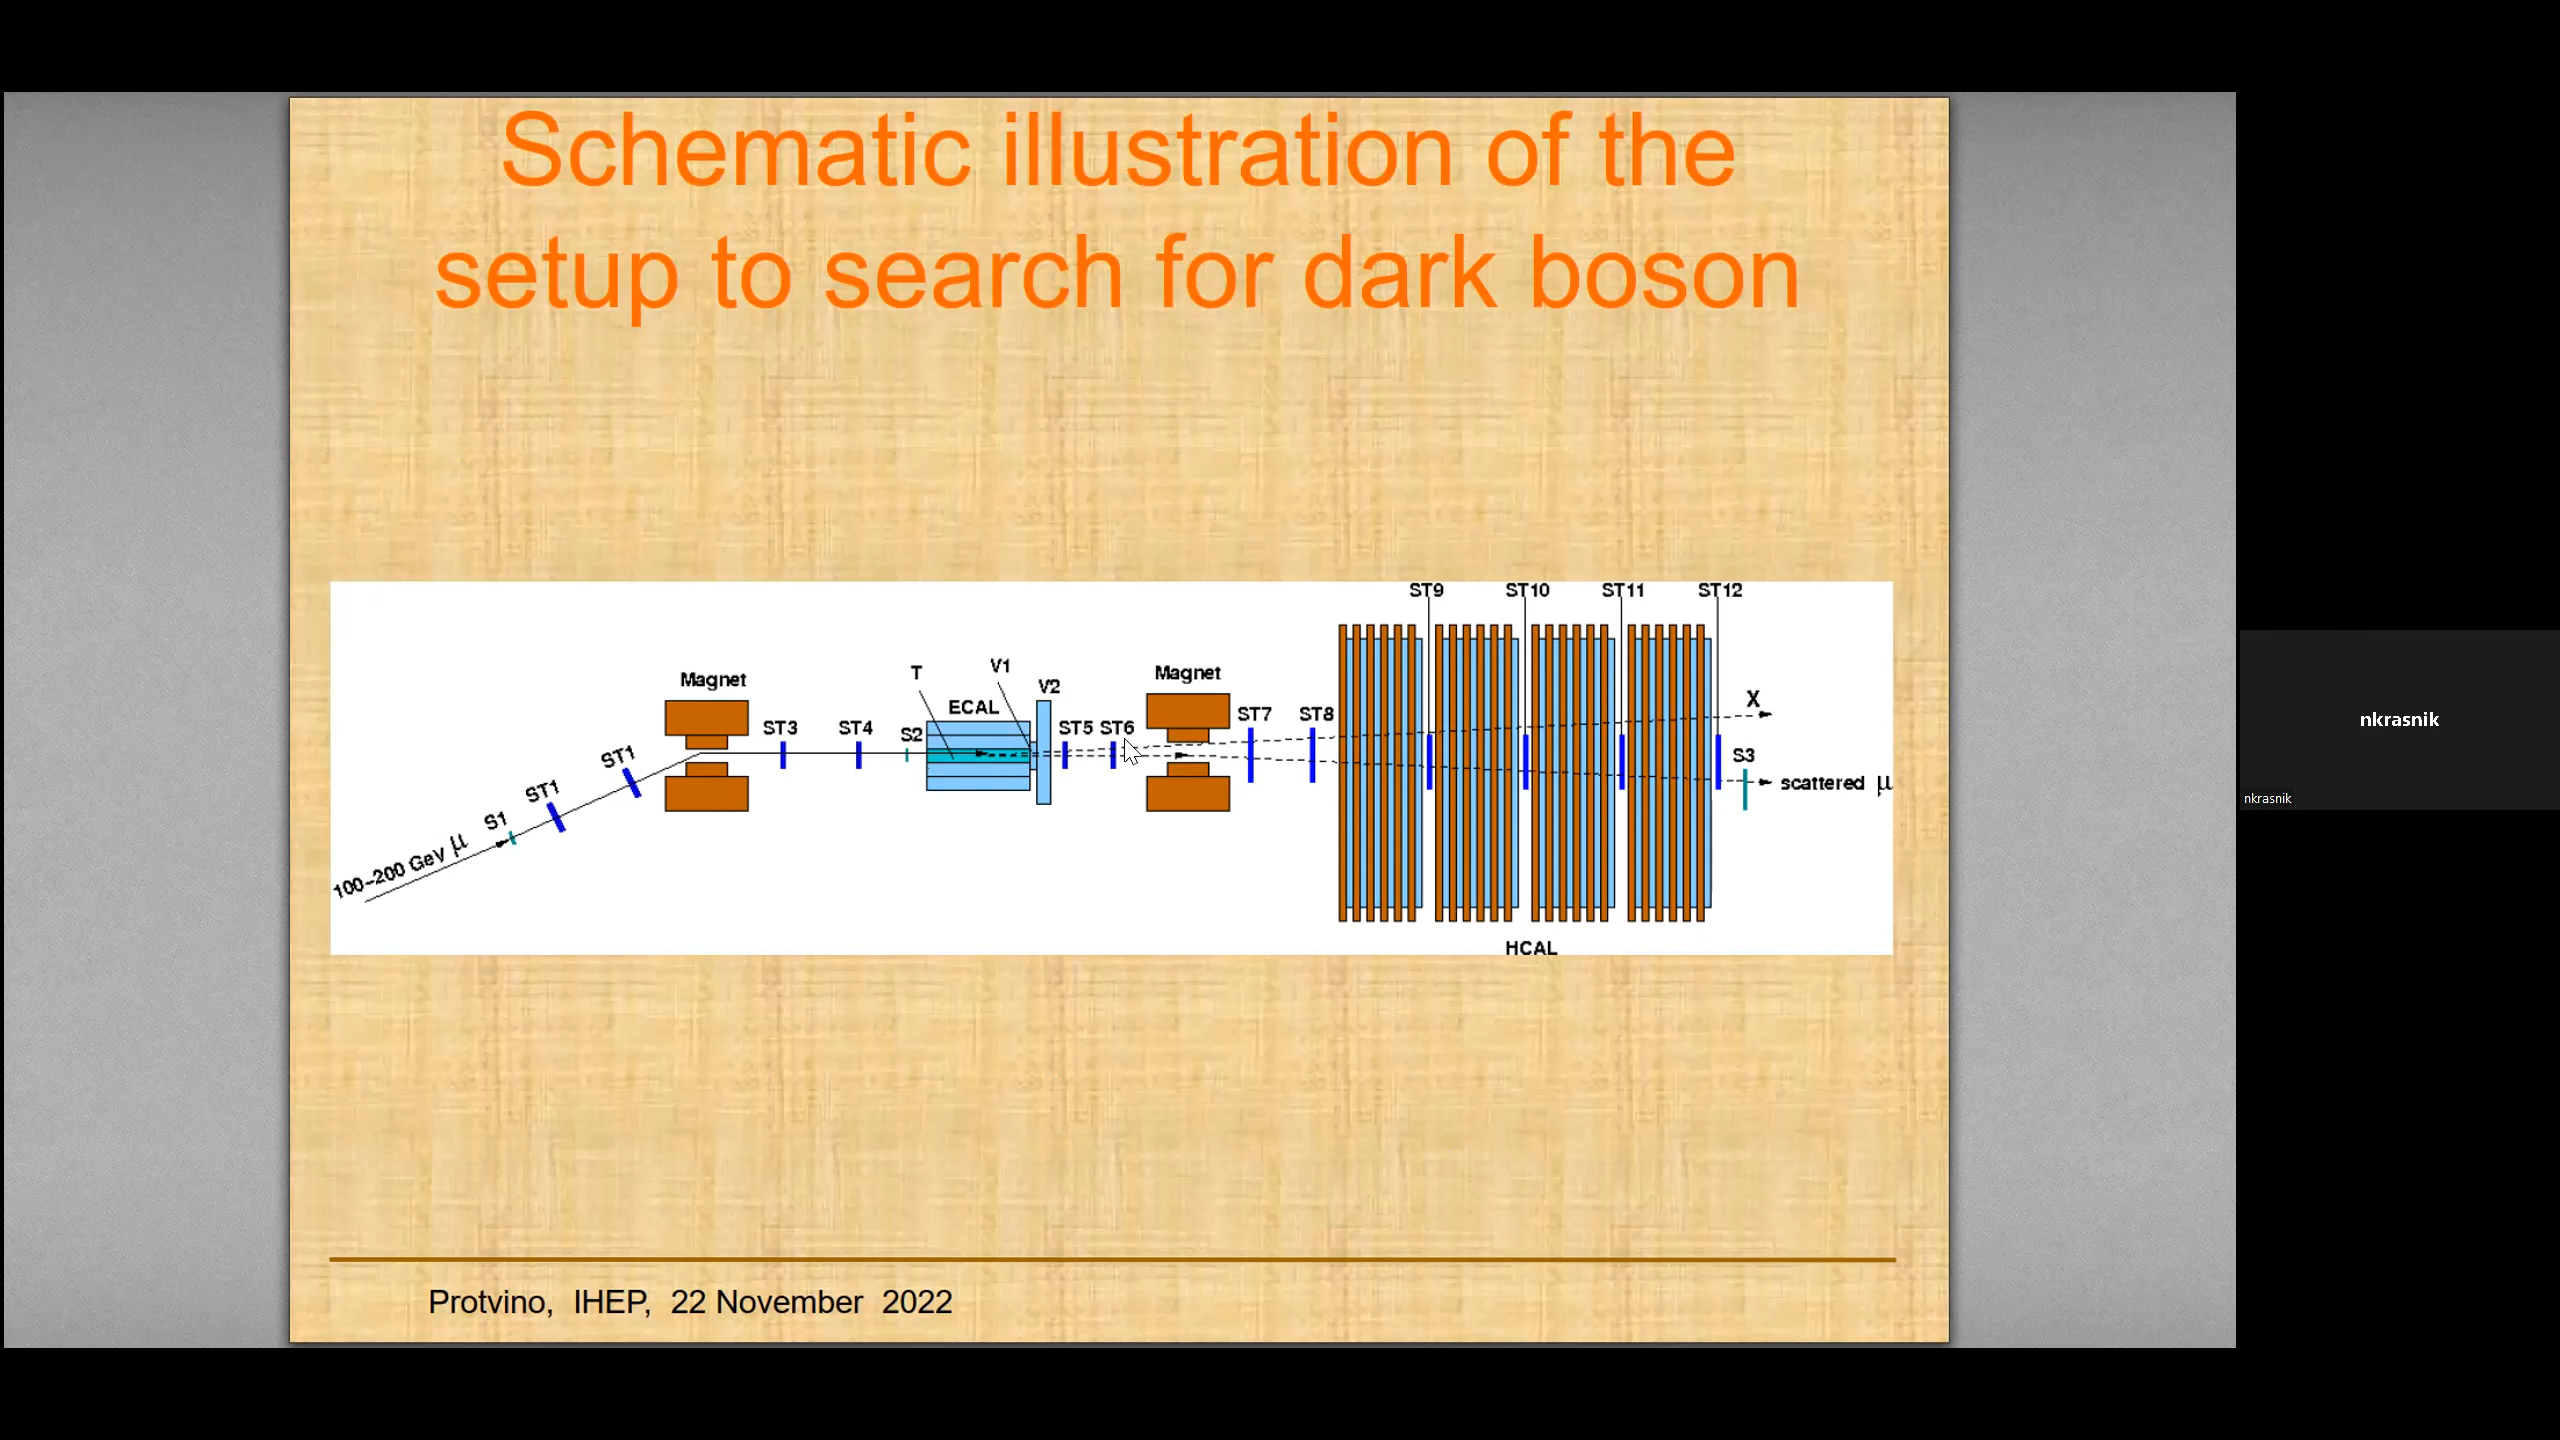 Schematic illustration of the
setup to search for dark boson
ST9 ST10 ST11 ST12
Magnet T V1 Magnet
ECAL V2
ST3 ST4 S2 ST5 ST6 ST7 ST8 X
ST1 ST1 S1
S3
100-200 GeV μ
scattered μ
HCAL
Protvino, IHEP, 22 November 2022
nkrasnik
nkrasnik